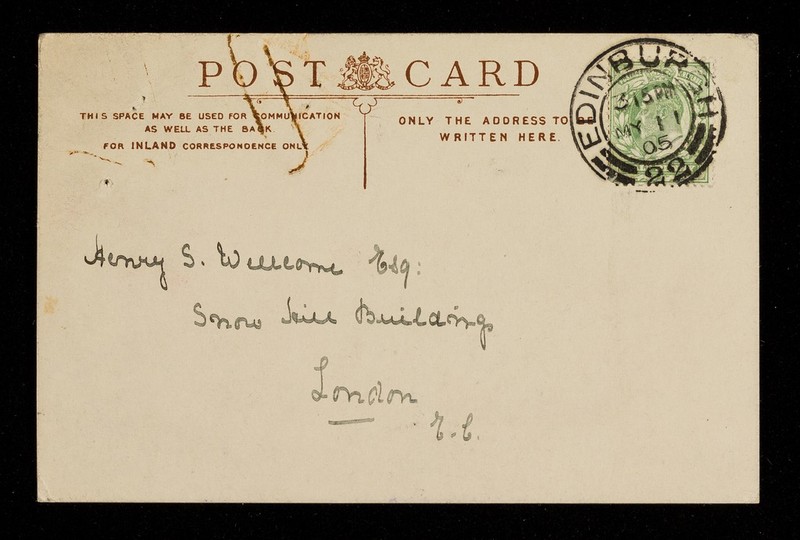 POST CARD
THIS SPACE MAY BE USED FOR COMMUNICATION
AS WELL AS THE BACK.
FOR INLAND CORRESPONDENCE ONLY
ONLY THE ADDRESS TO
WRITTEN HERE.
EDINBURGH
MY 11
05
22
Henry S. Wellcome Esq:
Snow Hill Buildings
London
E.C.